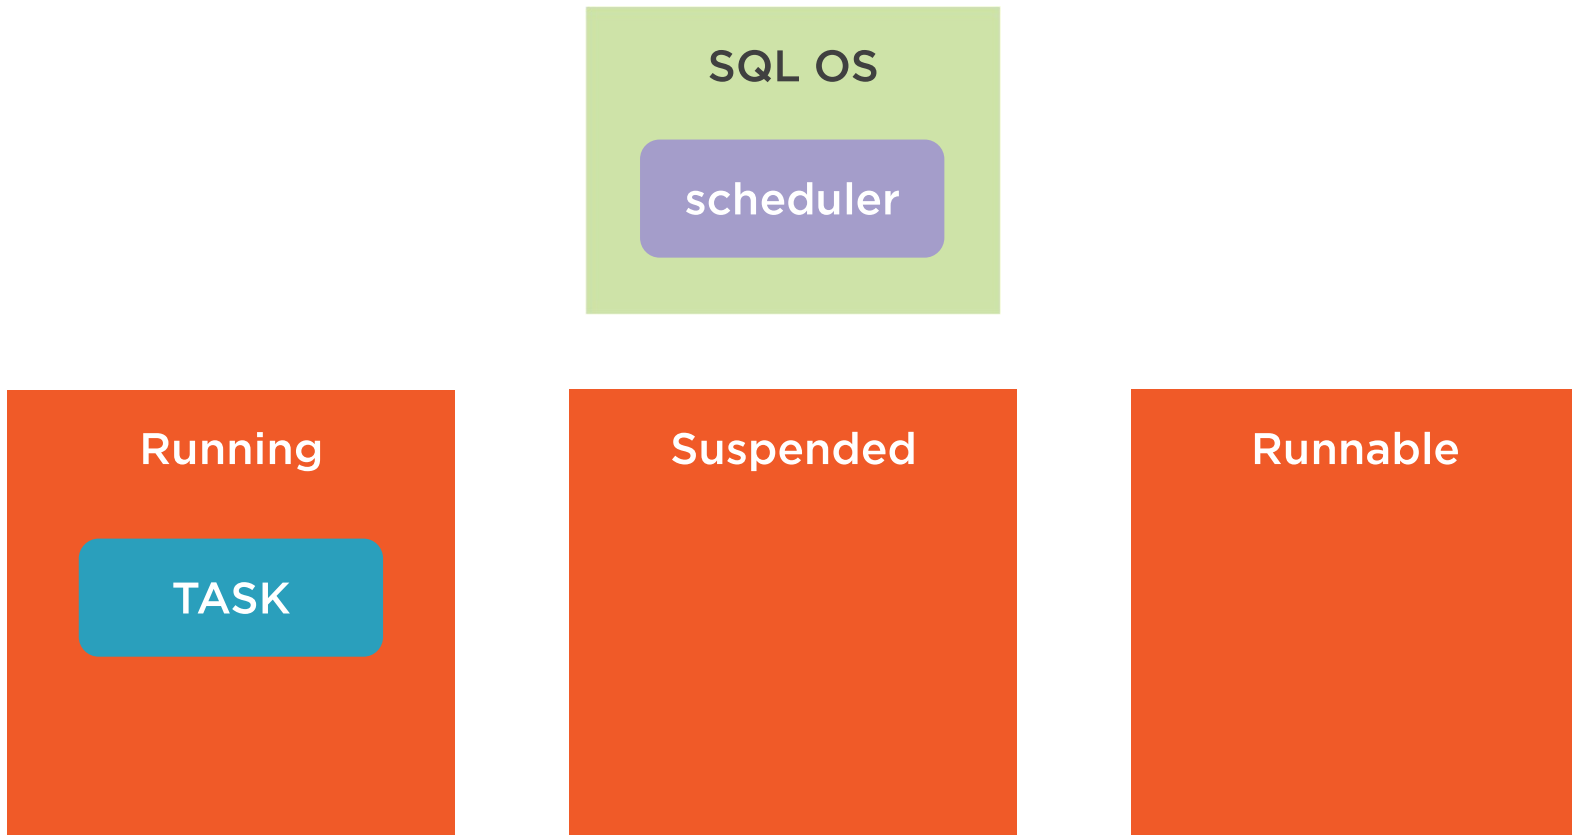 SQL OS
scheduler
Running
Suspended
Runnable
TASK